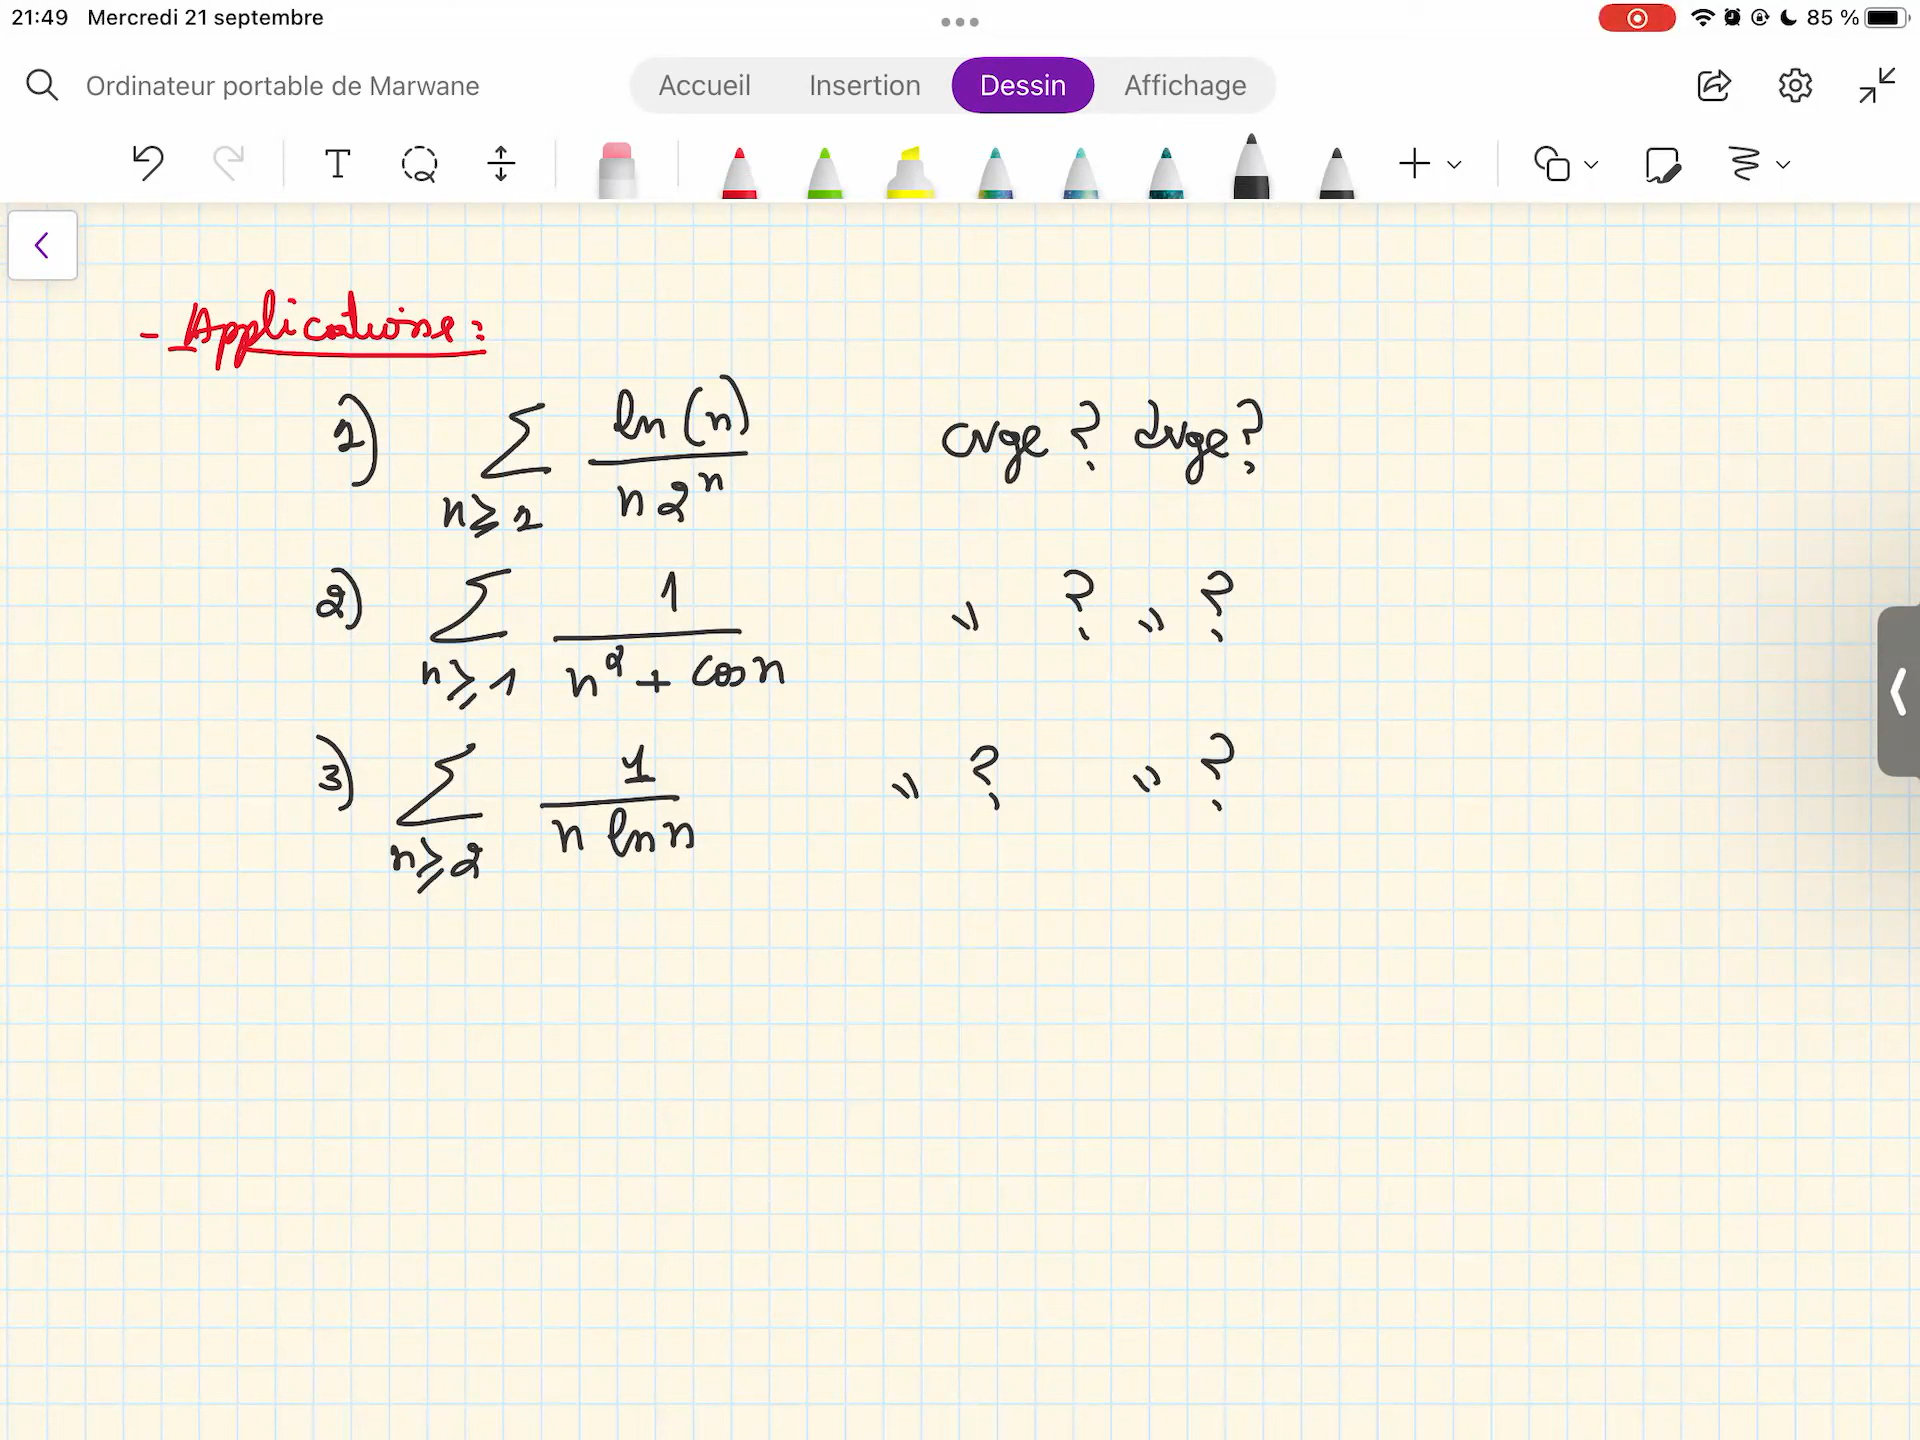 21:49 Mercredi 21 septembre 85 %
Ordinateur portable de Marwane Accueil Insertion Dessin Affichage
T
- Applications:
1) ∑ n≥1 ln(n) / n 2^n cvge ? dvge ?
2) ∑ n≥1 1 / n² + cos n " ? " ?
3) ∑ n≥2 1 / n ln n " ? " ?